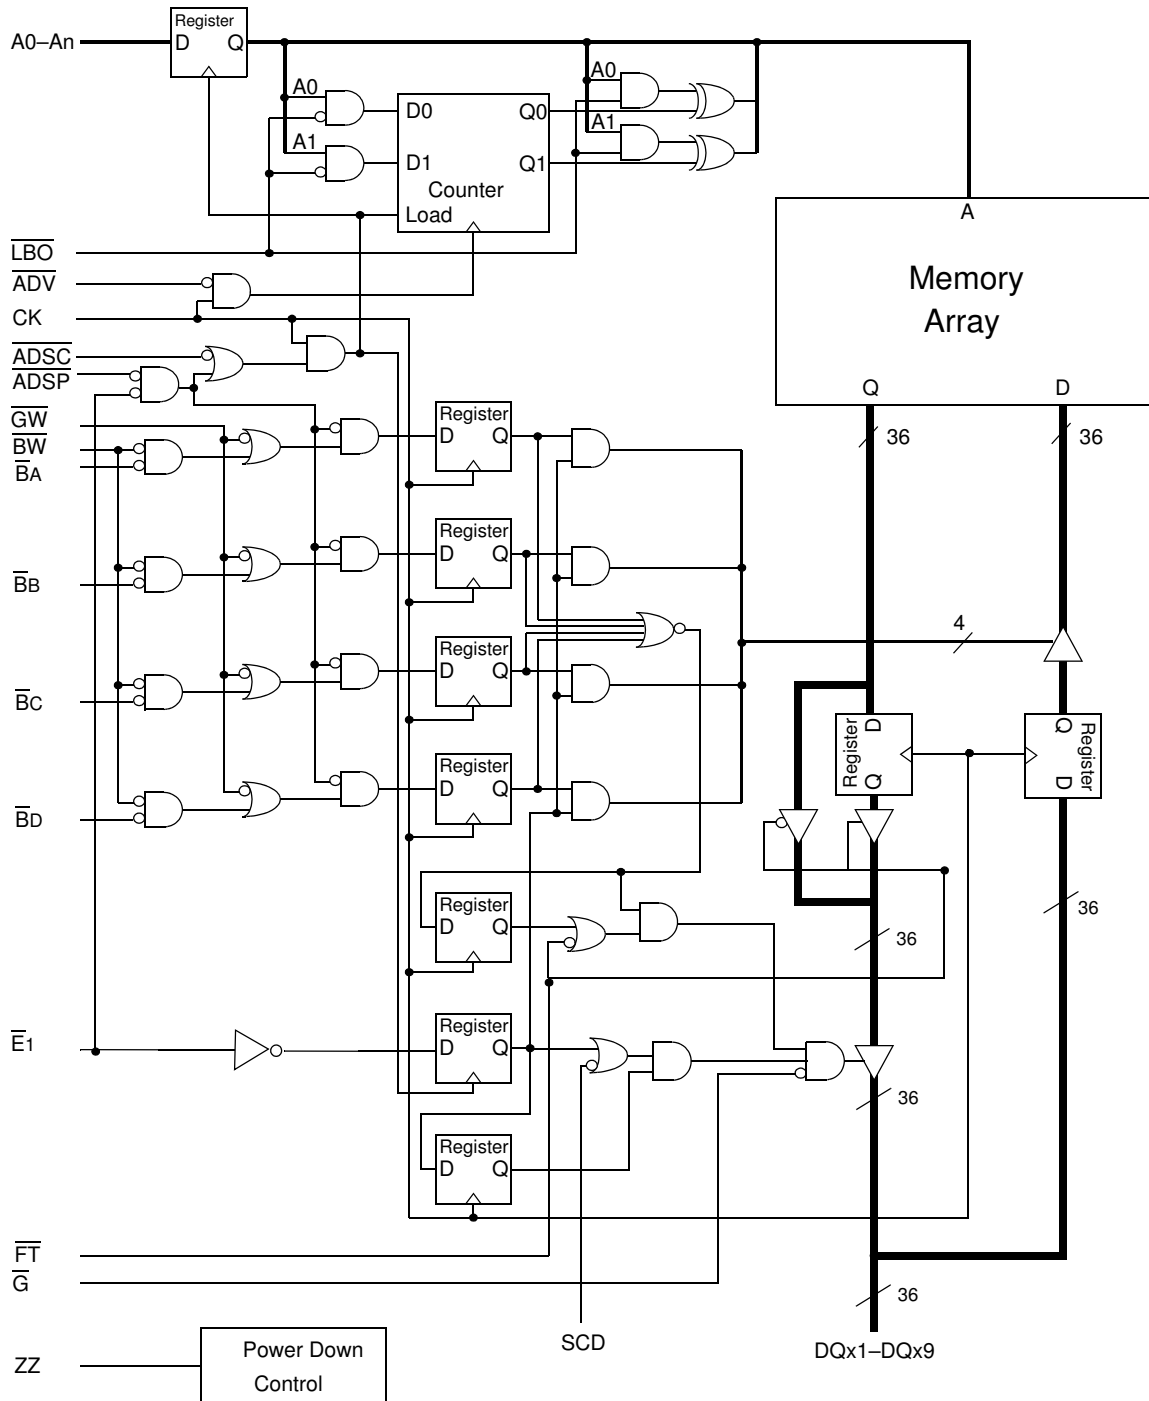 Register
A0–An
D Q
A0
A0
D0
Q0
A1
A1
D1
Q1
Counter
Load
A
LBO
ADV
Memory
Array
CK
ADSC
ADSP
Q D
GW
Register
36
36
BW
D Q
BA
Register
D Q
BB
4
Register
D Q
BC
Register
D
Q
Q
Register
D
Register
D Q
BD
Register
D Q
36
36
Register
D Q
E1
36
Register
D Q
FT
G
36
SCD
DQx1–DQx9
ZZ
Power Down
Control